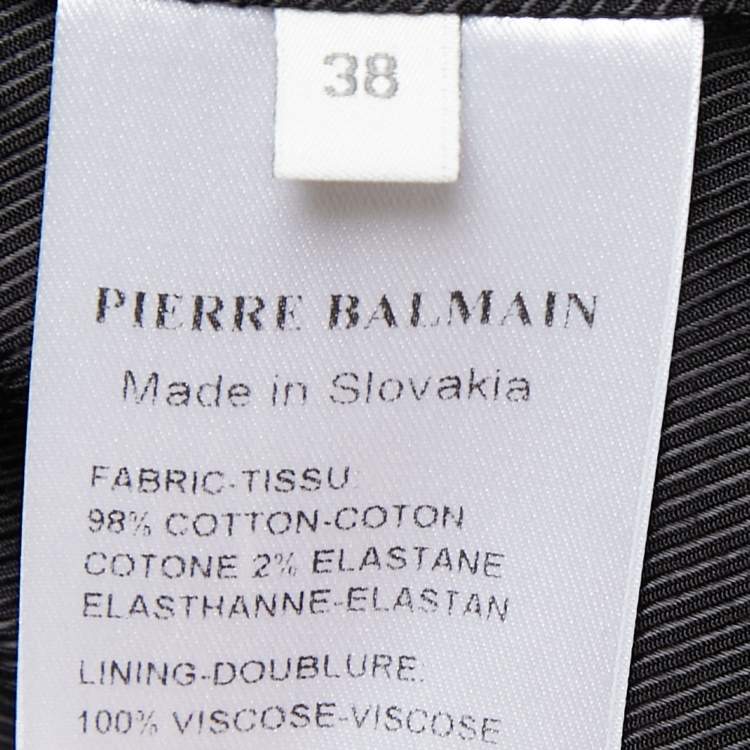 38
PIERRE BALMAIN
Made in Slovakia
FABRIC-TISSU:
98% COTTON-COTON
COTONE 2% ELASTANE
ELASTHANNE-ELASTAN
LINING-DOUBLURE:
100% VISCOSE-VISCOSE